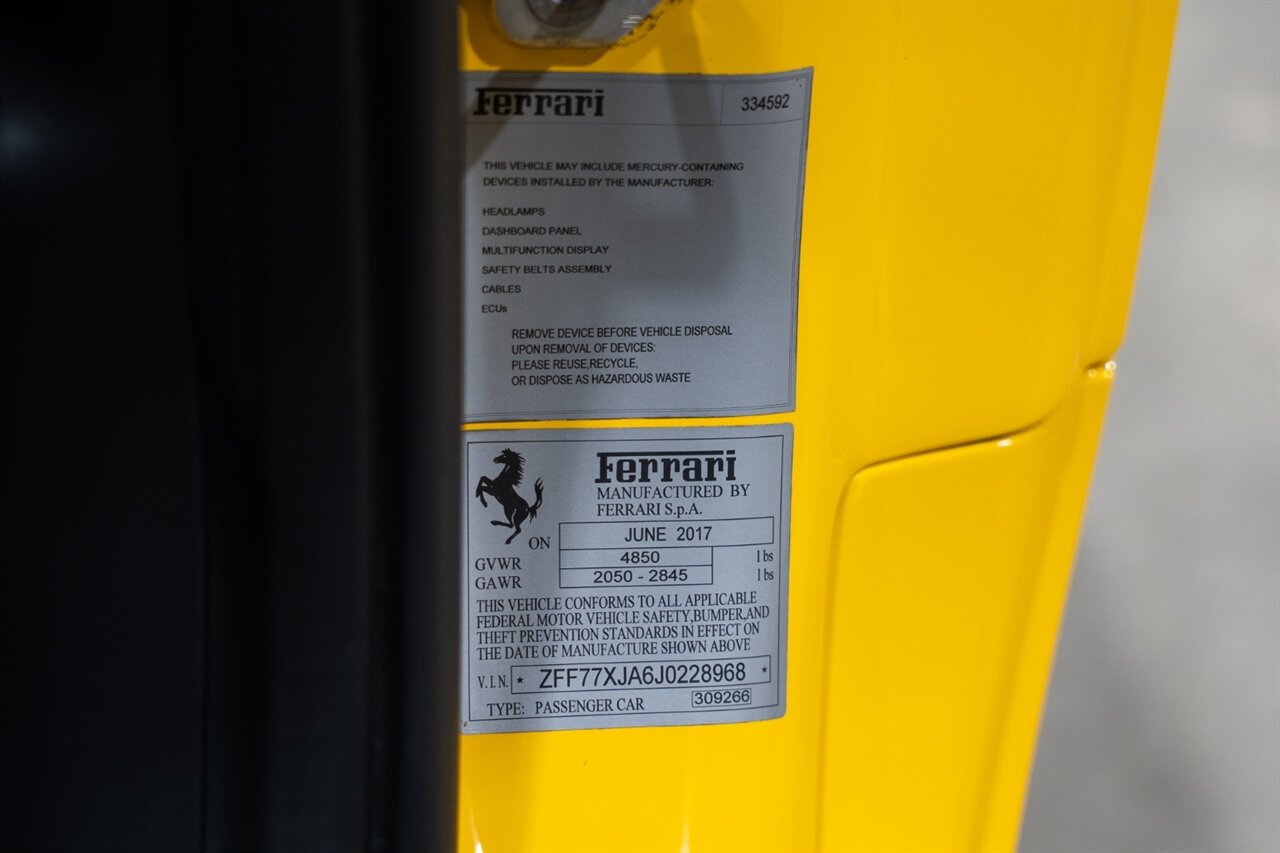 Ferrari 334592
THIS VEHICLE MAY INCLUDE MERCURY-CONTAINING
DEVICES INSTALLED BY THE MANUFACTURER:
HEADLAMPS
DASHBOARD PANEL
MULTIFUNCTION DISPLAY
SAFETY BELTS ASSEMBLY
CABLES
ECUs
REMOVE DEVICE BEFORE VEHICLE DISPOSAL
UPON REMOVAL OF DEVICES:
PLEASE REUSE,RECYCLE,
OR DISPOSE AS HAZARDOUS WASTE
Ferrari
MANUFACTURED BY
FERRARI S.p.A.
ON JUNE 2017
GVWR 4850 lbs
GAWR 2050 - 2845 lbs
THIS VEHICLE CONFORMS TO ALL APPLICABLE
FEDERAL MOTOR VEHICLE SAFETY,BUMPER,AND
THEFT PREVENTION STANDARDS IN EFFECT ON
THE DATE OF MANUFACTURE SHOWN ABOVE
V.I.N. * ZFF77XJA6J0228968 *
TYPE: PASSENGER CAR 309266